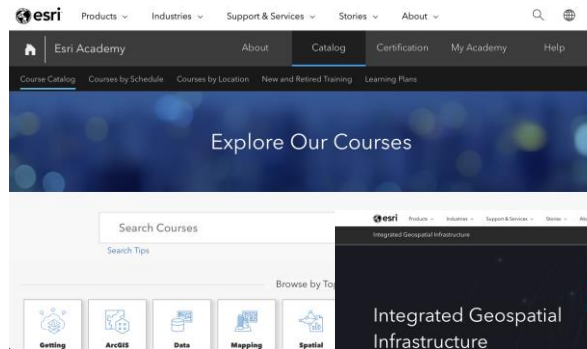 esri Products Industries Support & Services Stories About
Esri Academy About Catalog Certification My Academy Help
Course Catalog Courses by Schedule Courses by Location New and Retired Training Learning Plans
Explore Our Courses
Search Courses
Search Tips
Browse by To
Getting ArcGIS Data Mapping Spatial
esri Products Industries Support & Services Stories
Integrated Geospatial Infrastructure
Integrated Geospatial
Infrastructure